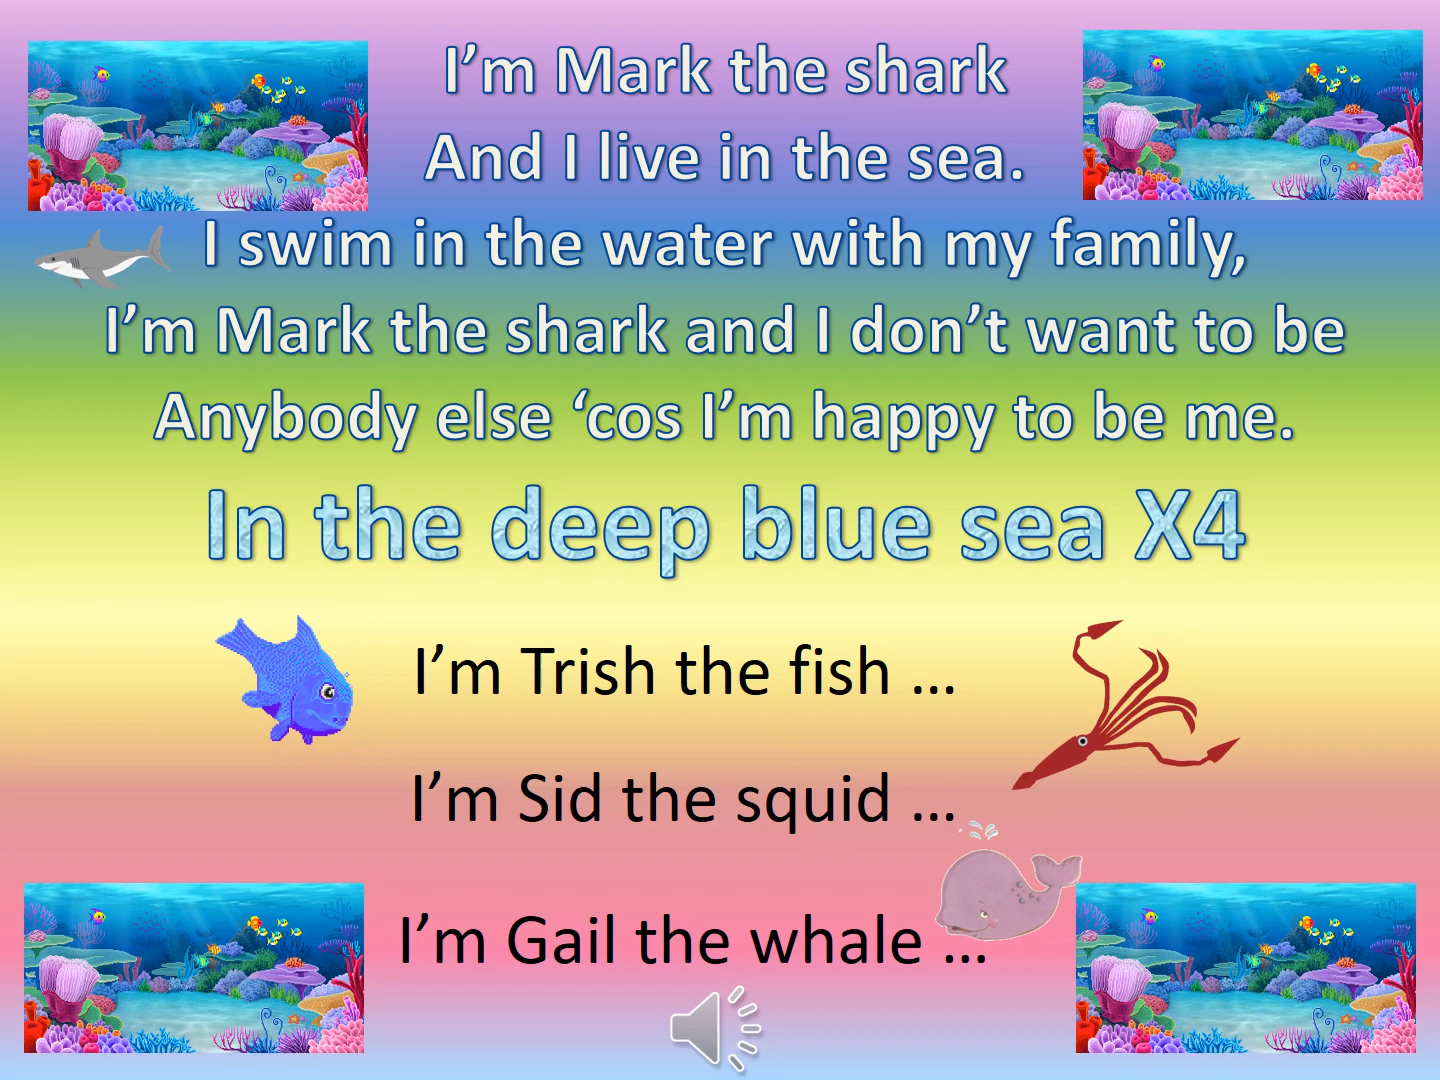 I’m Mark the shark
And I live in the sea.
I swim in the water with my family,
I’m Mark the shark and I don’t want to be
Anybody else ‘cos I’m happy to be me.
In the deep blue sea X4
I’m Trish the fish ...
I’m Sid the squid ...
I’m Gail the whale ...